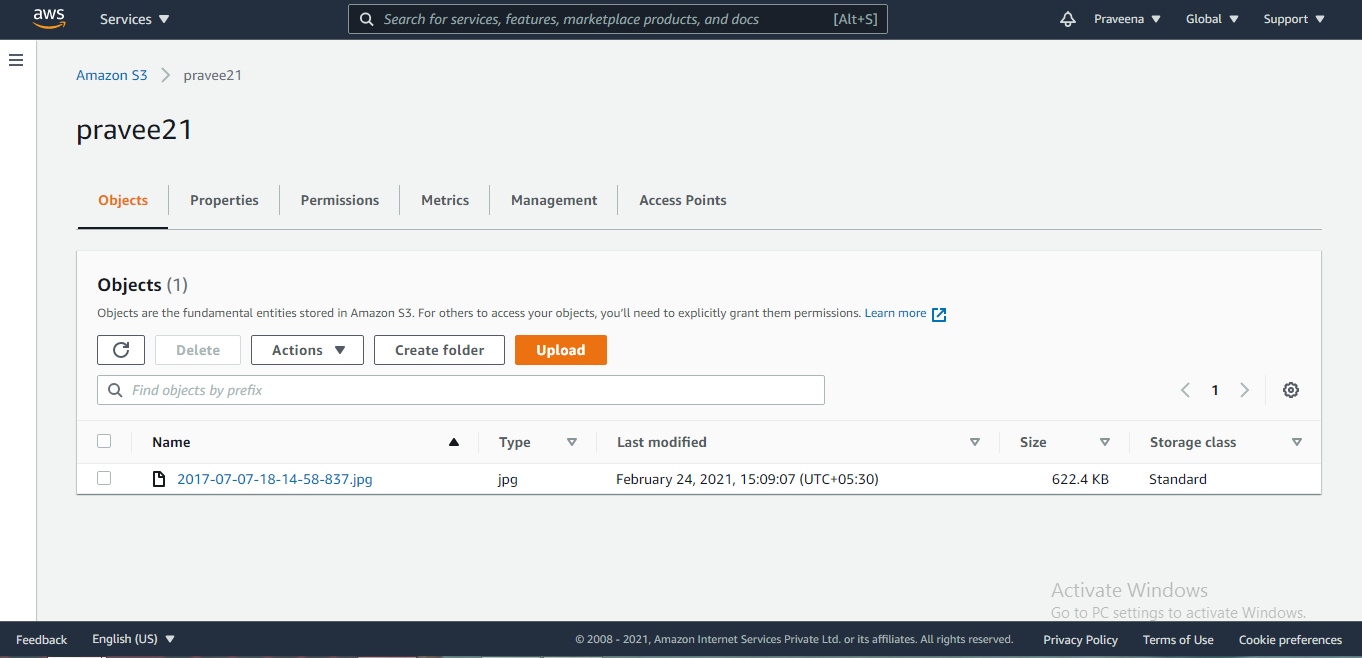 aws Services Search for services, features, marketplace products, and docs [Alt+S] Praveena Global Support
Amazon S3 pravee21
pravee21
Objects Properties Permissions Metrics Management Access Points
Objects (1)
Objects are the fundamental entities stored in Amazon S3. For others to access your objects, you'll need to explicitly grant them permissions. Learn more
Delete Actions Create folder Upload
Find objects by prefix 1
Name Type Last modified Size Storage class
2017-07-07-18-14-58-837.jpg jpg February 24, 2021, 15:09:07 (UTC+05:30) 622.4 KB Standard
Activate Windows
Go to PC settings to activate Windows.
Feedback English (US) © 2008 - 2021, Amazon Internet Services Private Ltd. or its affiliates. All rights reserved. Privacy Policy Terms of Use Cookie preferences